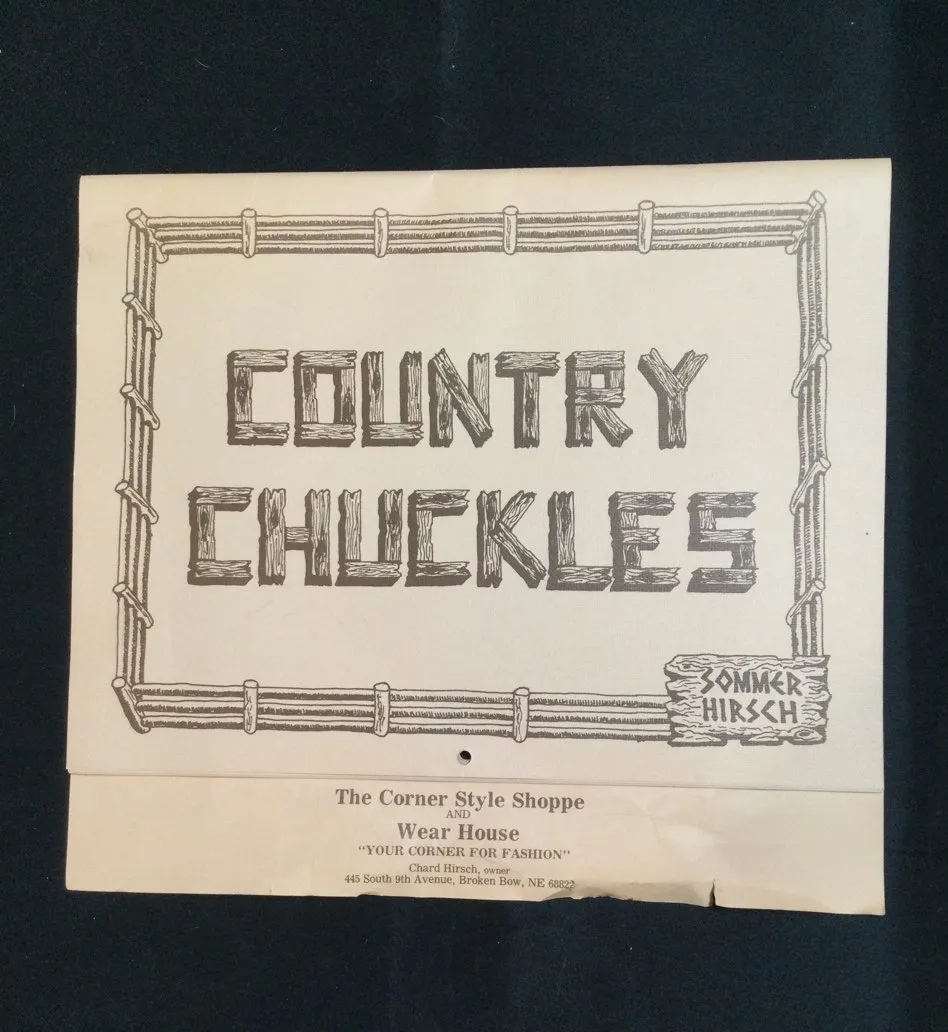 COUNTRY
CHUCKLES
SOMMER
HIRSCH
The Corner Style Shoppe
AND
Wear House
"YOUR CORNER FOR FASHION"
Chard Hirsch, owner
445 South 9th Avenue, Broken Bow, NE 68822